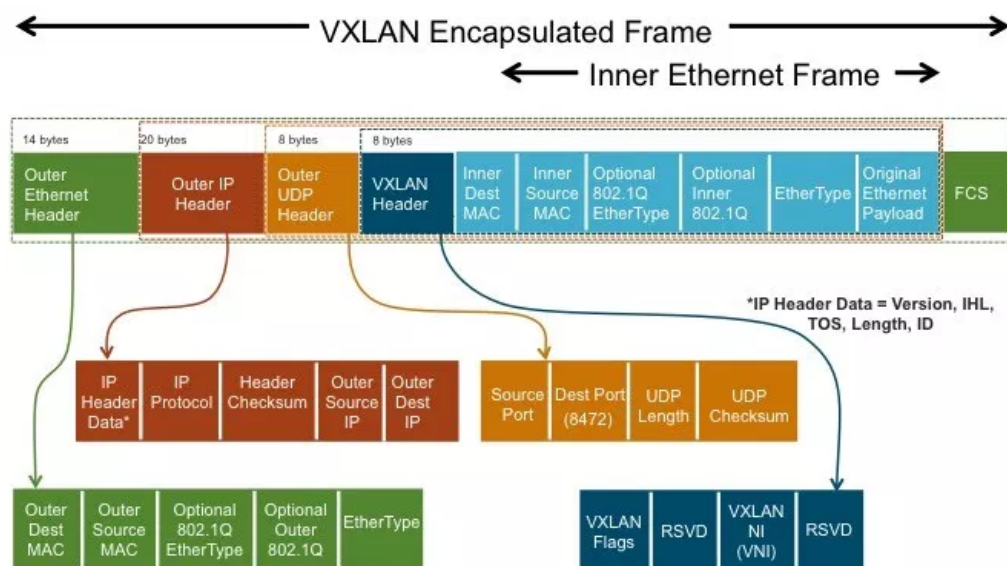 VXLAN Encapsulated Frame
Inner Ethernet Frame
14 bytes
20 bytes
8 bytes
8 bytes
Outer
Ethernet
Header
Outer IP
Header
Outer
UDP
Header
VXLAN
Header
Inner
Dest
MAC
Inner
Source
MAC
Optional
802.1Q
EtherType
Optional
Inner
802.1Q
EtherType
Original
Ethernet
Payload
FCS
*IP Header Data = Version, IHL,
TOS, Length, ID
IP
Header
Data*
IP
Protocol
Header
Checksum
Outer
Source
IP
Outer
Dest
IP
Source
Port
Dest Port
(8472)
UDP
Length
UDP
Checksum
Outer
Dest
MAC
Outer
Source
MAC
Optional
802.1Q
EtherType
Optional
Outer
802.1Q
EtherType
VXLAN
Flags
RSVD
VXLAN
NI
(VNI)
RSVD